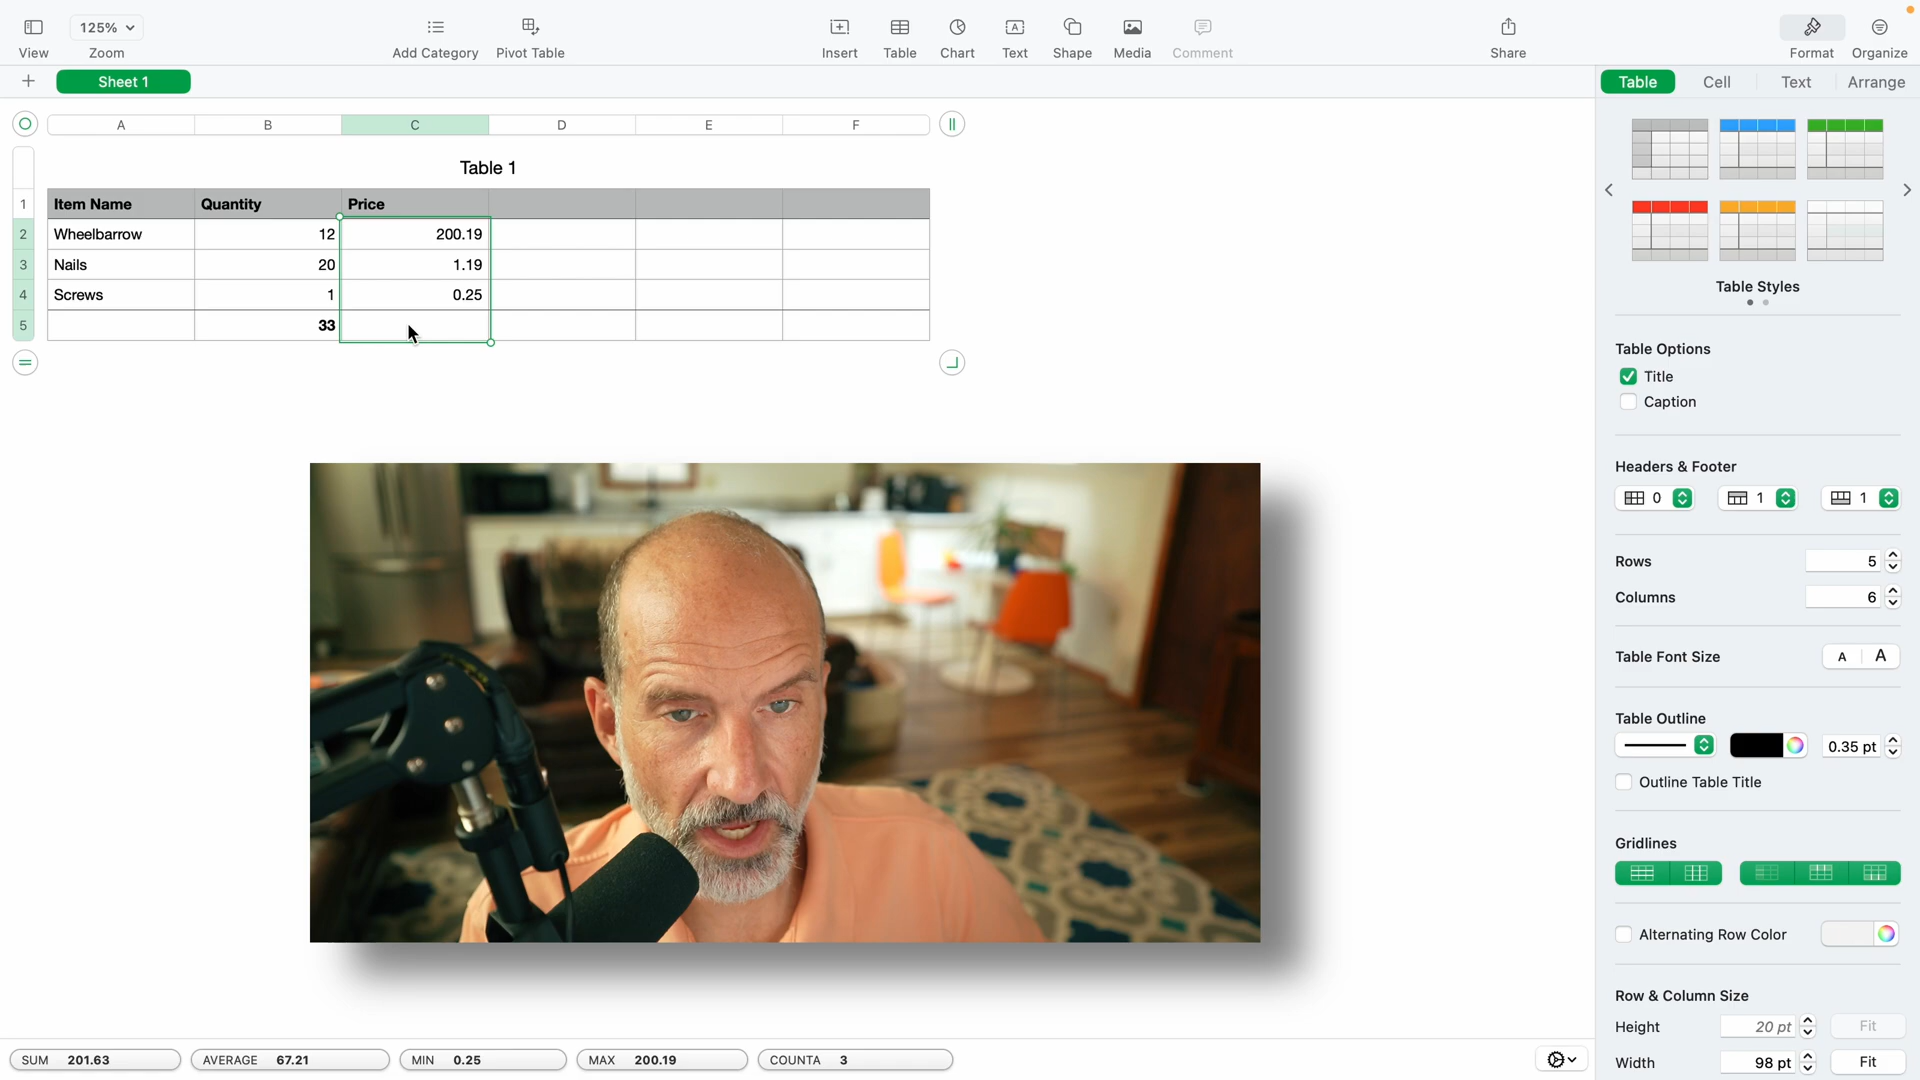 125%
View
Zoom
Add Category
Pivot Table
Insert
Table
Chart
Text
Shape
Media
Comment
Share
Format
Organize
Sheet 1
Table
Cell
Text
Arrange
A B C D E F
Table 1
1 Item Name Quantity Price
2 Wheelbarrow 12 200.19
3 Nails 20 1.19
4 Screws 1 0.25
5 33
Table Styles
Table Options
Title
Caption
Headers & Footer
0 1 1
Rows 5
Columns 6
Table Font Size A A
Table Outline
0.35 pt
Outline Table Title
Gridlines
Alternating Row Color
Row & Column Size
Height 20 pt Fit
Width 98 pt Fit
SUM 201.63 AVERAGE 67.21 MIN 0.25 MAX 200.19 COUNTA 3